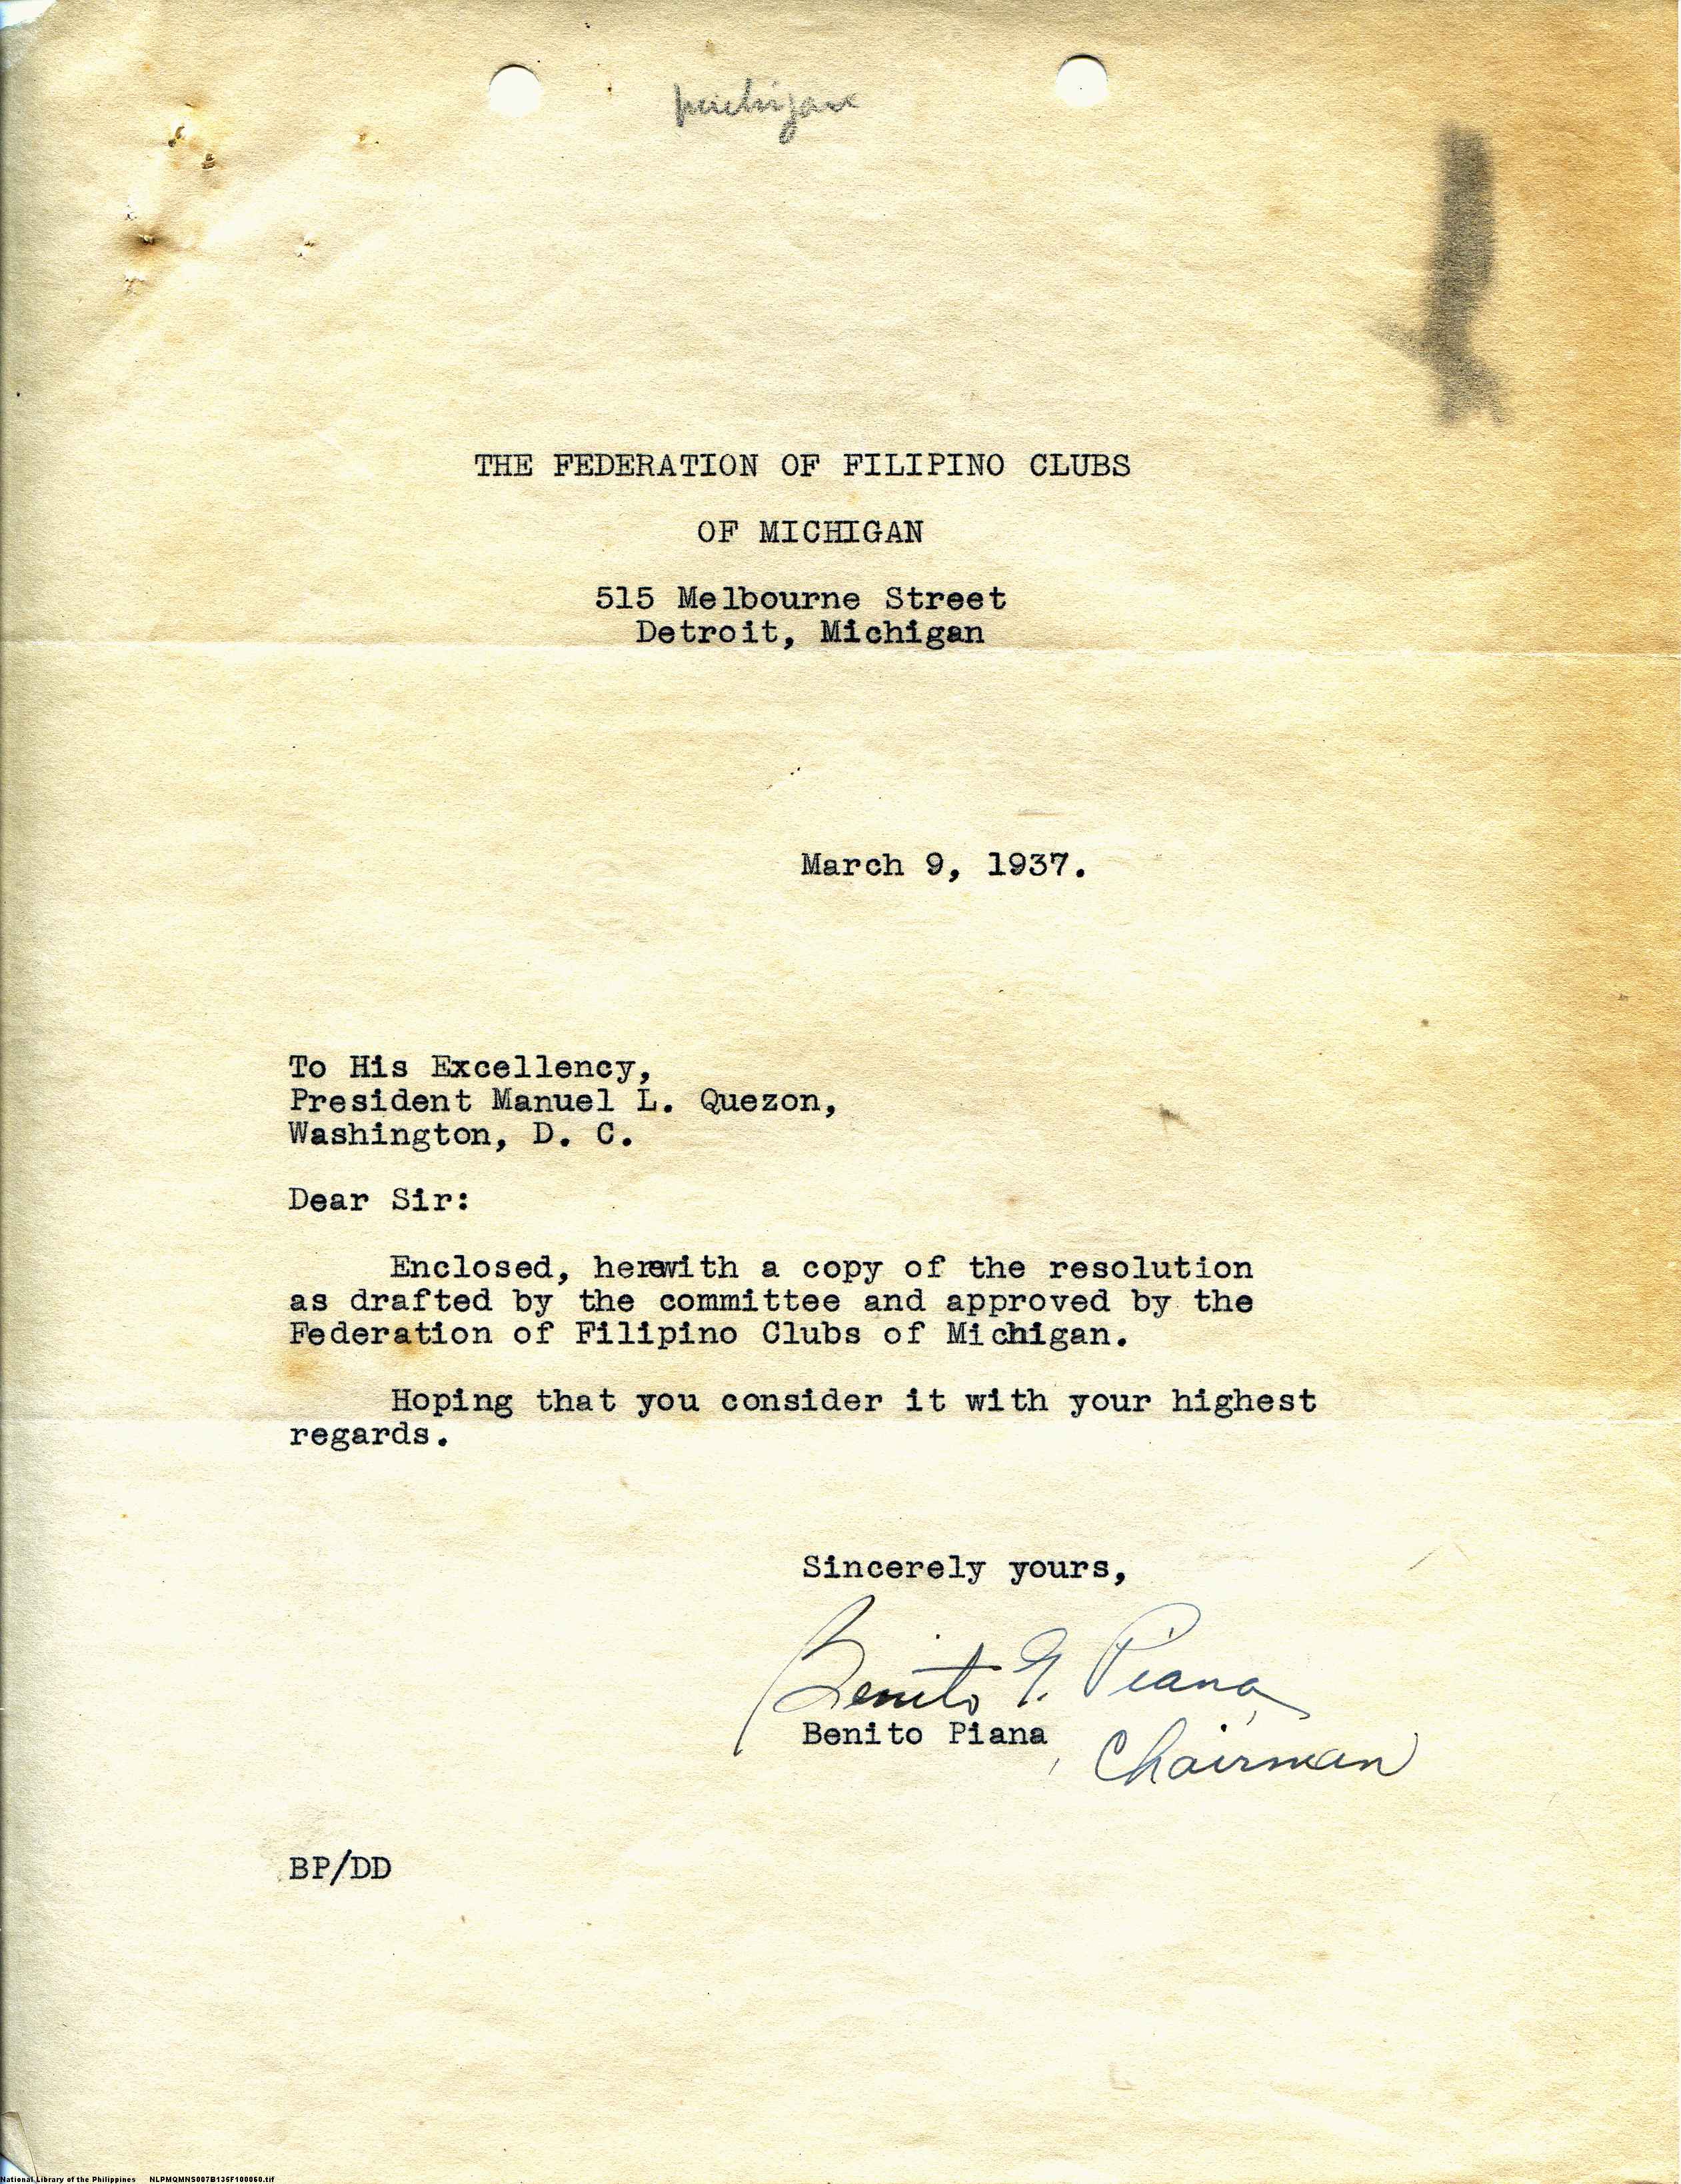 michigan
THE FEDERATION OF FILIPINO CLUBS
OF MICHIGAN
515 Melbourne Street
Detroit, Michigan
March 9, 1937.
To His Excellency,
President Manuel L. Quezon,
Washington, D. C.
Dear Sir:
Enclosed, herewith a copy of the resolution
as drafted by the committee and approved by the
Federation of Filipino Clubs of Michigan.
Hoping that you consider it with your highest
regards.
Sincerely yours,
Benito G. Piana
Benito Piana, Chairman
BP/DD
National Library of the Philippines NLPMQMNS007B135F100060.tif